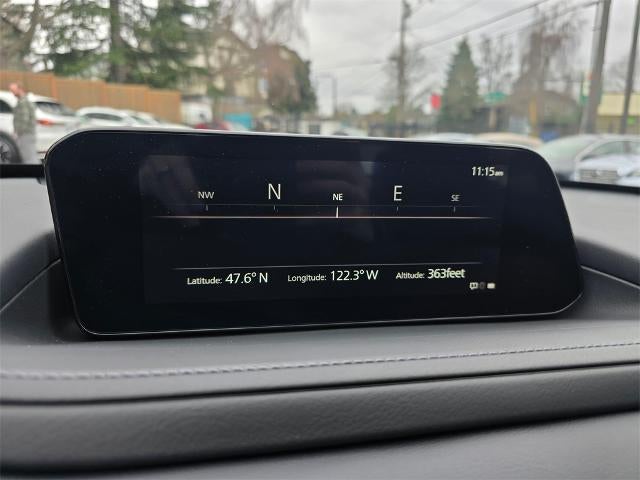 11:15am
NW N NE E SE
Latitude: 47.6° N Longitude: 122.3° W Altitude: 363feet